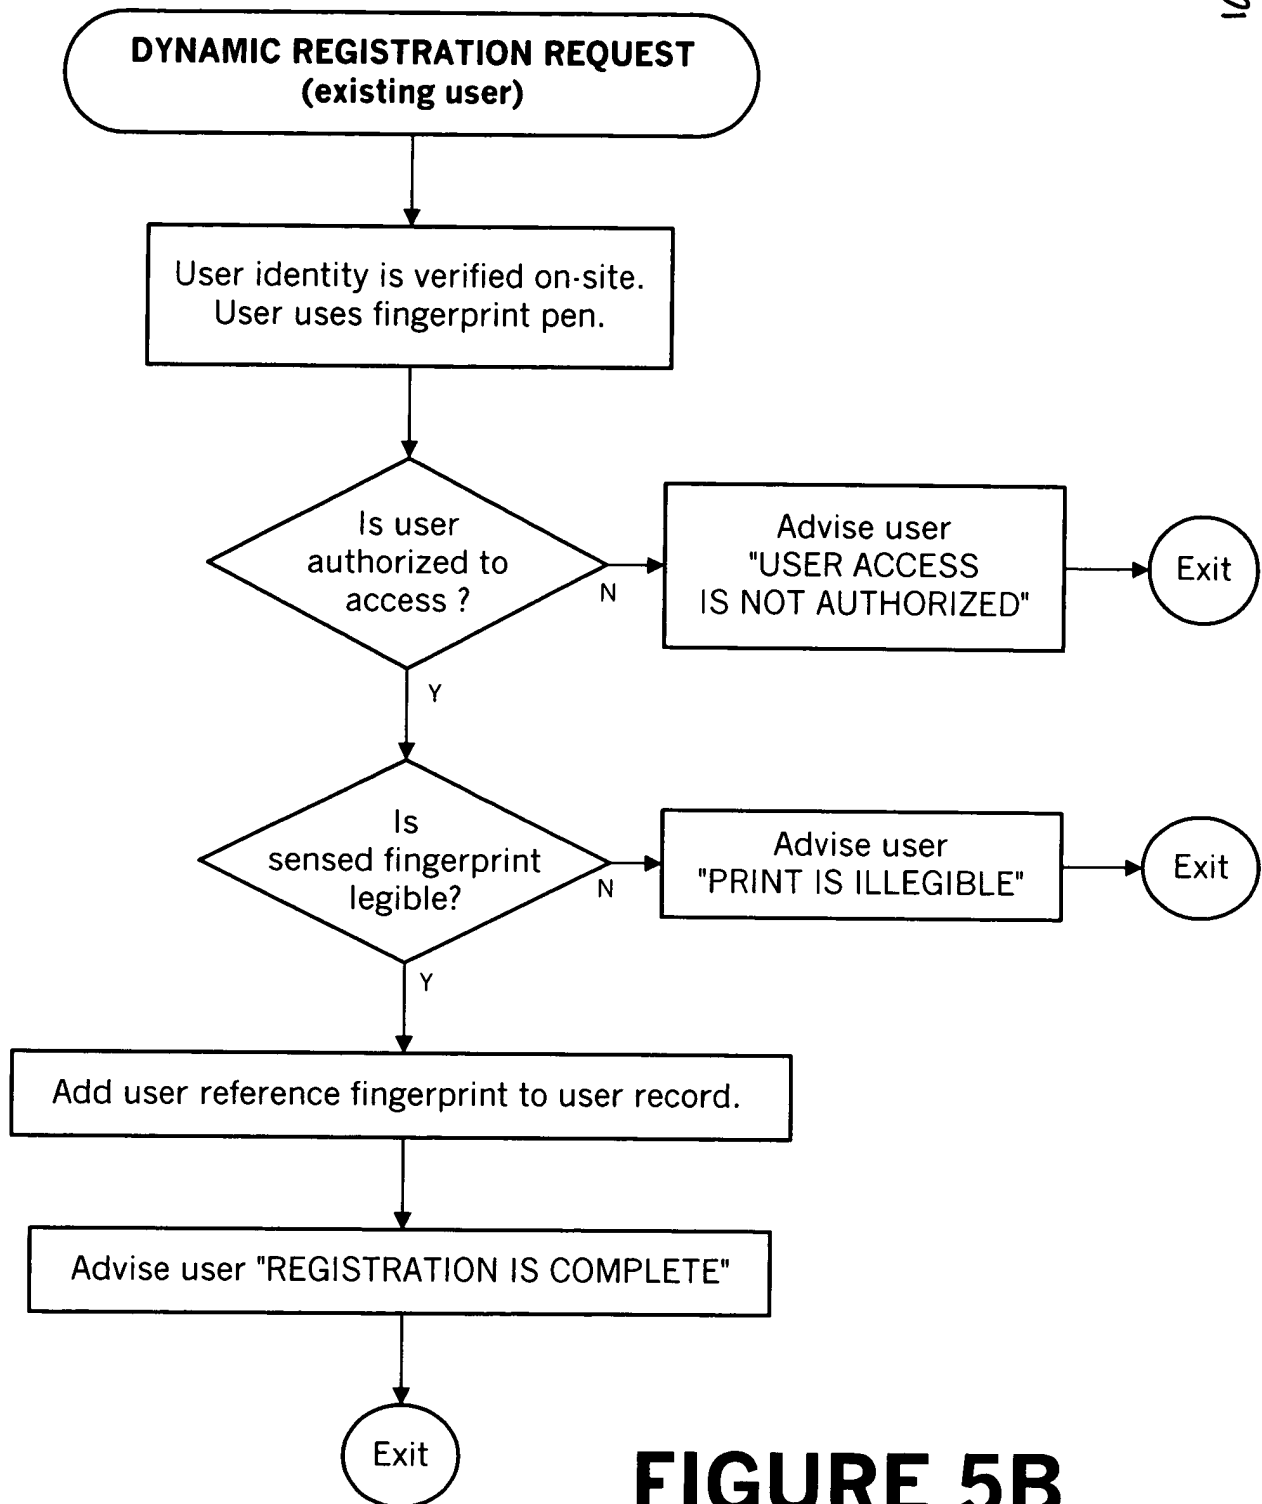 DYNAMIC REGISTRATION REQUEST
(existing user)
User identity is verified on-site.
User uses fingerprint pen.
Is user
authorized to
access ?
N
Advise user
"USER ACCESS
IS NOT AUTHORIZED"
Exit
Y
Is
sensed fingerprint
legible?
N
Advise user
"PRINT IS ILLEGIBLE"
Exit
Y
Add user reference fingerprint to user record.
Advise user "REGISTRATION IS COMPLETE"
Exit
FIGURE 5B